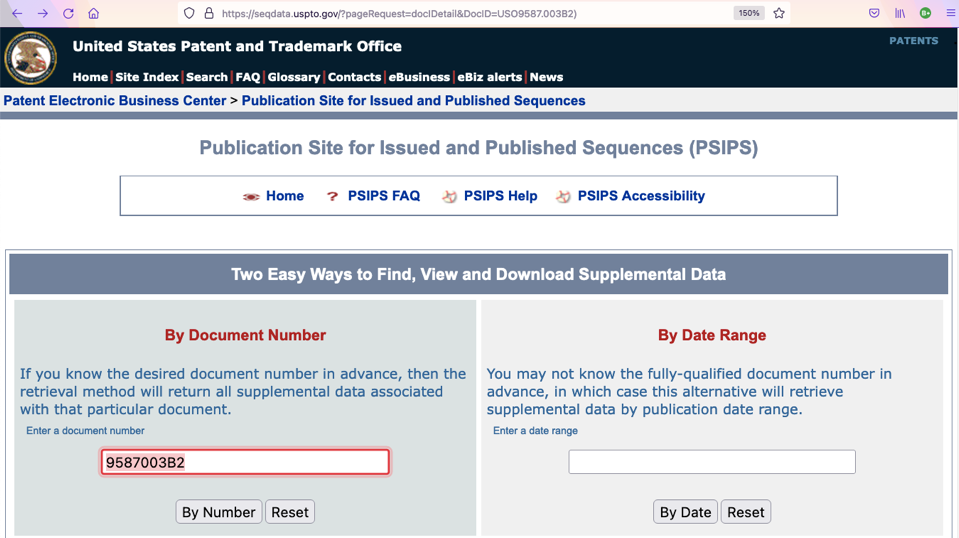 https://seqdata.uspto.gov/?pageRequest=docIDetail&DocID=USO9587.003B2)
150%
United States Patent and Trademark Office
PATENTS
Home | Site Index | Search | FAQ | Glossary | Contacts | eBusiness | eBiz alerts | News
Patent Electronic Business Center > Publication Site for Issued and Published Sequences
Publication Site for Issued and Published Sequences (PSIPS)
Home ? PSIPS FAQ PSIPS Help PSIPS Accessibility
Two Easy Ways to Find, View and Download Supplemental Data
By Document Number
If you know the desired document number in advance, then the
retrieval method will return all supplemental data associated
with that particular document.
Enter a document number
9587003B2
By Number Reset
By Date Range
You may not know the fully-qualified document number in
advance, in which case this alternative will retrieve
supplemental data by publication date range.
Enter a date range
By Date Reset